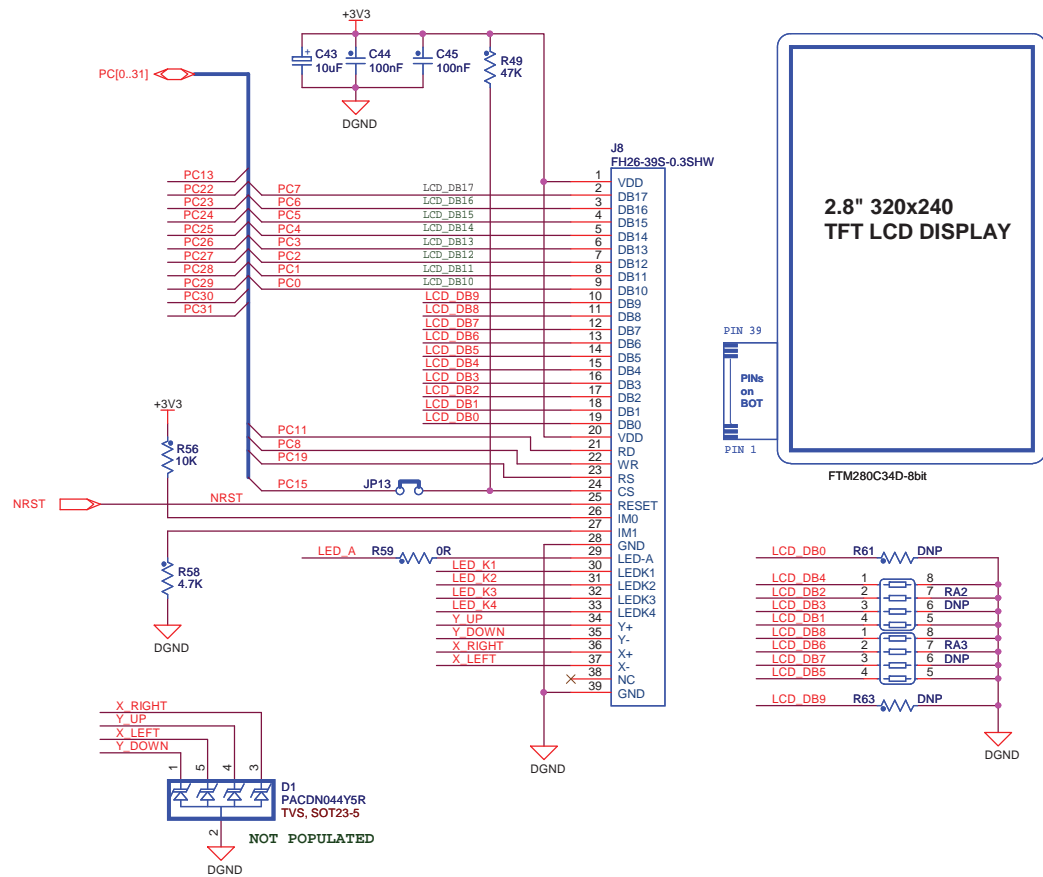 +3V3
C43
10uF
C44
100nF
C45
100nF
R49
47K
PC[0..31]
DGND
J8
FH26-39S-0.3SHW
PC13
PC22
PC23
PC24
PC25
PC26
PC27
PC28
PC29
PC30
PC31
PC7 LCD_DB17
PC6 LCD_DB16
PC5 LCD_DB15
PC4 LCD_DB14
PC3 LCD_DB13
PC2 LCD_DB12
PC1 LCD_DB11
PC0 LCD_DB10
LCD_DB9
LCD_DB8
LCD_DB7
LCD_DB6
LCD_DB5
LCD_DB4
LCD_DB3
LCD_DB2
LCD_DB1
LCD_DB0
1 VDD
2 DB17
3 DB16
4 DB15
5 DB14
6 DB13
7 DB12
8 DB11
9 DB10
10 DB9
11 DB8
12 DB7
13 DB6
14 DB5
15 DB4
16 DB3
17 DB2
18 DB1
19 DB0
20 VDD
21 RD
22 WR
23 RS
24 CS
25 RESET
26 IM0
27 IM1
28 GND
29 LED-A
30 LEDK1
31 LEDK2
32 LEDK3
33 LEDK4
34 Y+
35 Y-
36 X+
37 X-
38 NC
39 GND
+3V3
R56
10K
PC11
PC8
PC19
PC15
JP13
NRST
NRST
R58
4.7K
DGND
LED_A R59 0R
LED_K1
LED_K2
LED_K3
LED_K4
Y_UP
Y_DOWN
X_RIGHT
X_LEFT
DGND
2.8" 320x240
TFT LCD DISPLAY
PIN 39
PINs
on
BOT
PIN 1
FTM280C34D-8bit
LCD_DB0 R61 DNP
LCD_DB4 1 8
LCD_DB2 2 7 RA2
LCD_DB3 3 6 DNP
LCD_DB1 4 5
LCD_DB8 1 8
LCD_DB6 2 7 RA3
LCD_DB7 3 6 DNP
LCD_DB5 4 5
LCD_DB9 R63 DNP
DGND
X_RIGHT
Y_UP
X_LEFT
Y_DOWN
1 5 4 3
D1
PACDN044Y5R
TVS, SOT23-5
2
NOT POPULATED
DGND